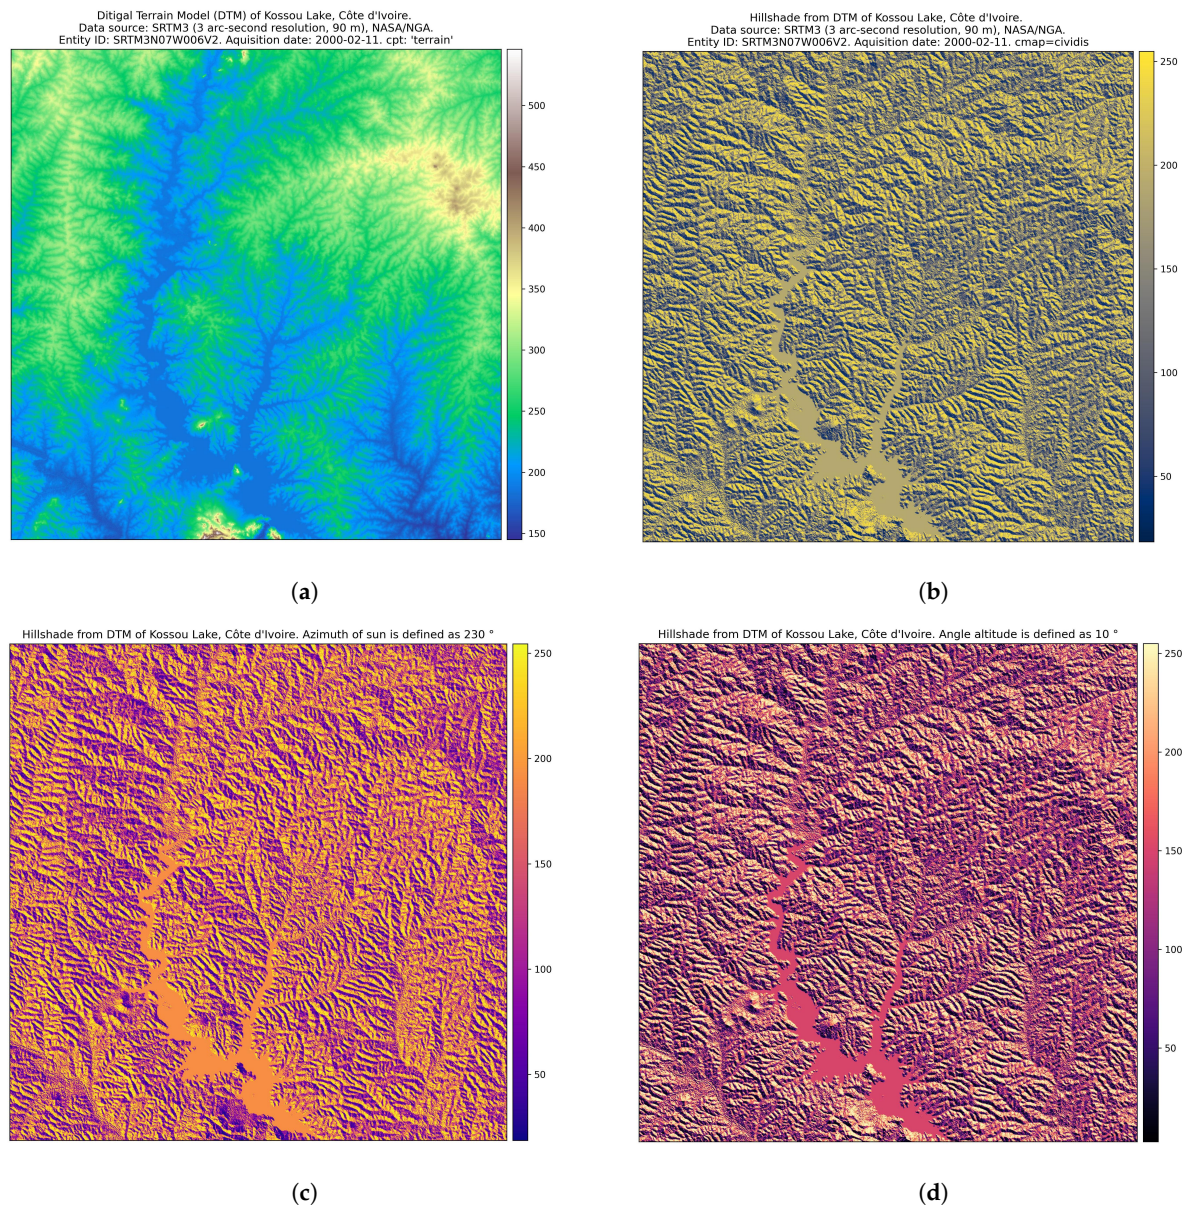 Ditigal Terrain Model (DTM) of Kossou Lake, Côte d'Ivoire.
Data source: SRTM3 (3 arc-second resolution, 90 m), NASA/NGA.
Entity ID: SRTM3N07W006V2. Aquisition date: 2000-02-11. cpt: 'terrain'
500
450
400
350
300
250
200
150
(a)
Hillshade from DTM of Kossou Lake, Côte d'Ivoire.
Data source: SRTM3 (3 arc-second resolution, 90 m), NASA/NGA.
Entity ID: SRTM3N07W006V2. Aquisition date: 2000-02-11. cmap=cividis
250
200
150
100
50
(b)
Hillshade from DTM of Kossou Lake, Côte d'Ivoire. Azimuth of sun is defined as 230 °
250
200
150
100
50
(c)
Hillshade from DTM of Kossou Lake, Côte d'Ivoire. Angle altitude is defined as 10 °
250
200
150
100
50
(d)